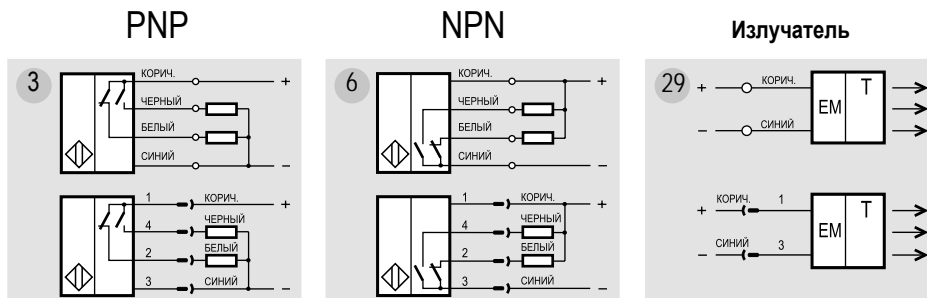 PNP
NPN
Излучатель
3
КОРИЧ.
+
ЧЕРНЫЙ
БЕЛЫЙ
СИНИЙ
–
1
КОРИЧ.
+
4
ЧЕРНЫЙ
2
БЕЛЫЙ
3
СИНИЙ
–
6
КОРИЧ.
+
ЧЕРНЫЙ
БЕЛЫЙ
СИНИЙ
–
1
КОРИЧ.
+
4
ЧЕРНЫЙ
2
БЕЛЫЙ
3
СИНИЙ
–
29
+
КОРИЧ.
–
СИНИЙ
EM
T
+
КОРИЧ.
1
–
СИНИЙ
3
EM
T